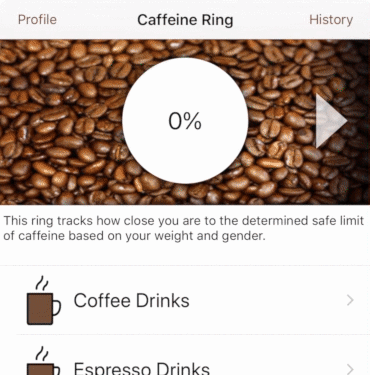 Profile Caffeine Ring History
0%
This ring tracks how close you are to the determined safe limit
of caffeine based on your weight and gender.
Coffee Drinks
Espresso Drinks